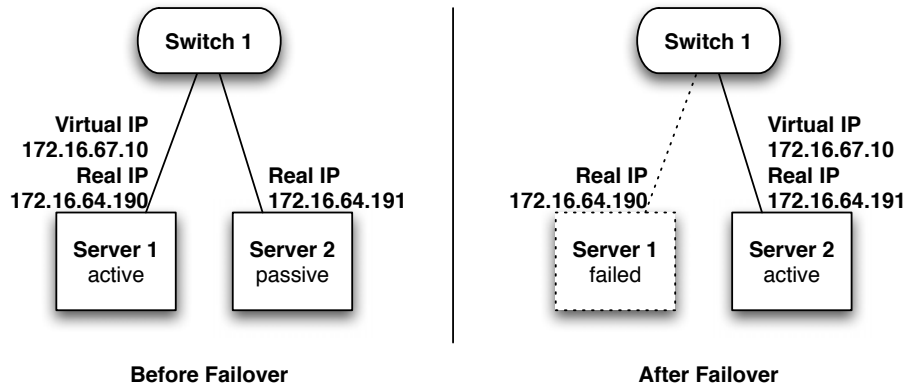 Switch 1
Virtual IP
172.16.67.10
Real IP
172.16.64.190
Real IP
172.16.64.191
Server 1
active
Server 2
passive
Before Failover
Switch 1
Real IP
172.16.64.190
Virtual IP
172.16.67.10
Real IP
172.16.64.191
Server 1
failed
Server 2
active
After Failover